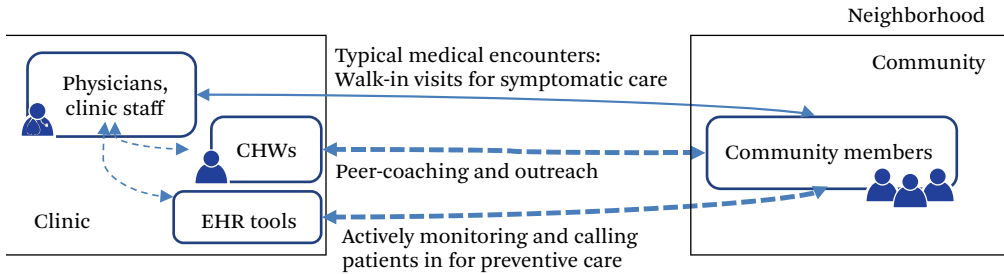 Neighborhood
Typical medical encounters:
Walk-in visits for symptomatic care
Community
Physicians,
clinic staff
CHWs
Community members
Peer-coaching and outreach
Clinic
EHR tools
Actively monitoring and calling
patients in for preventive care